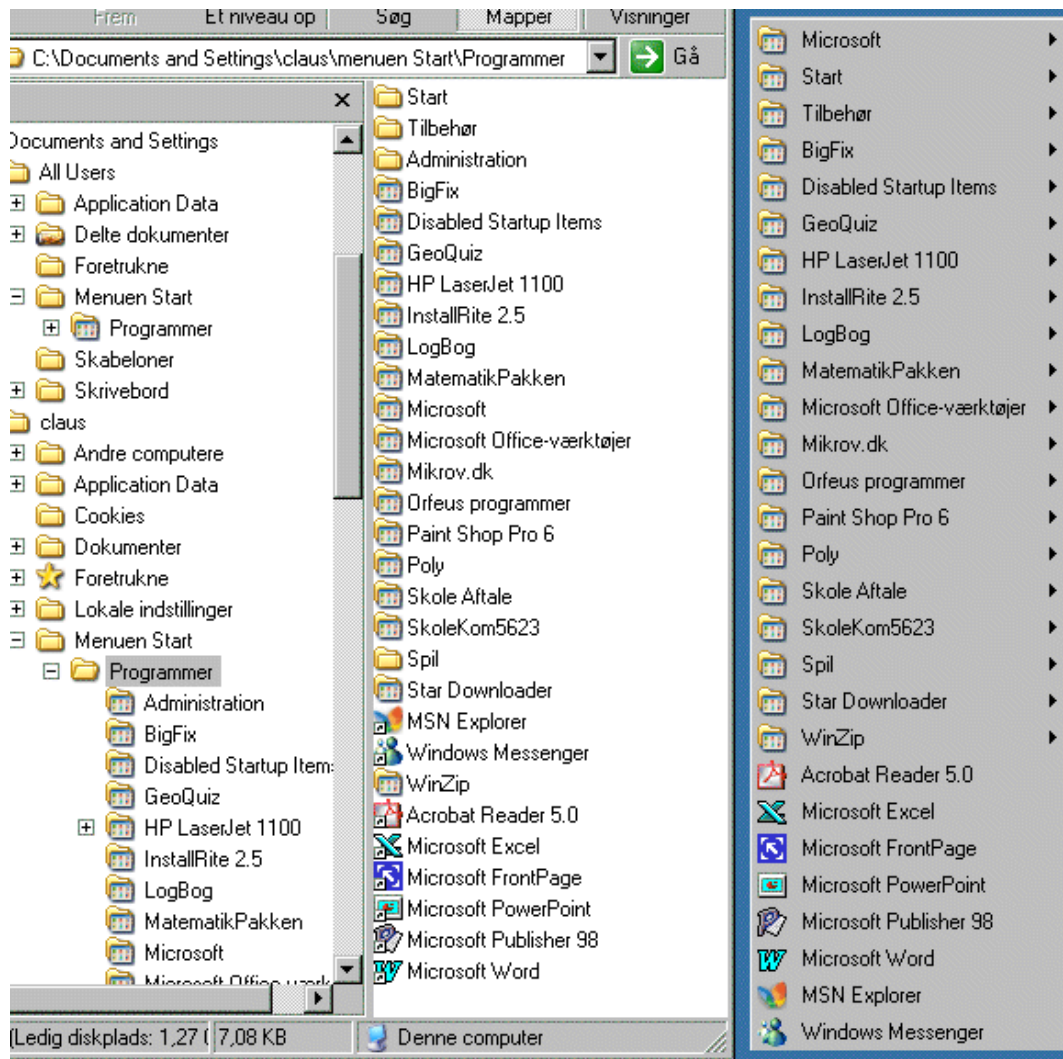 Frem Et niveau op Søg Mapper Visninger
C:\Documents and Settings\claus\menuen Start\Programmer Gå
Documents and Settings
All Users
Application Data
Delte dokumenter
Foretrukne
Menuen Start
Programmer
Skabeloner
Skrivebord
claus
Andre computere
Application Data
Cookies
Dokumenter
Foretrukne
Lokale indstillinger
Menuen Start
Programmer
Administration
BigFix
Disabled Startup Item
GeoQuiz
HP LaserJet 1100
InstallRite 2.5
LogBog
MatematikPakken
Microsoft
Microsoft Office-værk
Start
Tilbehør
Administration
BigFix
Disabled Startup Items
GeoQuiz
HP LaserJet 1100
InstallRite 2.5
LogBog
MatematikPakken
Microsoft
Microsoft Office-værktøjer
Mikrov.dk
Orfeus programmer
Paint Shop Pro 6
Poly
Skole Aftale
SkoleKom5623
Spil
Star Downloader
MSN Explorer
Windows Messenger
WinZip
Acrobat Reader 5.0
Microsoft Excel
Microsoft FrontPage
Microsoft PowerPoint
Microsoft Publisher 98
Microsoft Word
(Ledig diskplads: 1,27 7,08 KB Denne computer
Microsoft
Start
Tilbehør
BigFix
Disabled Startup Items
GeoQuiz
HP LaserJet 1100
InstallRite 2.5
LogBog
MatematikPakken
Microsoft Office-værktøjer
Mikrov.dk
Orfeus programmer
Paint Shop Pro 6
Poly
Skole Aftale
SkoleKom5623
Spil
Star Downloader
WinZip
Acrobat Reader 5.0
Microsoft Excel
Microsoft FrontPage
Microsoft PowerPoint
Microsoft Publisher 98
Microsoft Word
MSN Explorer
Windows Messenger